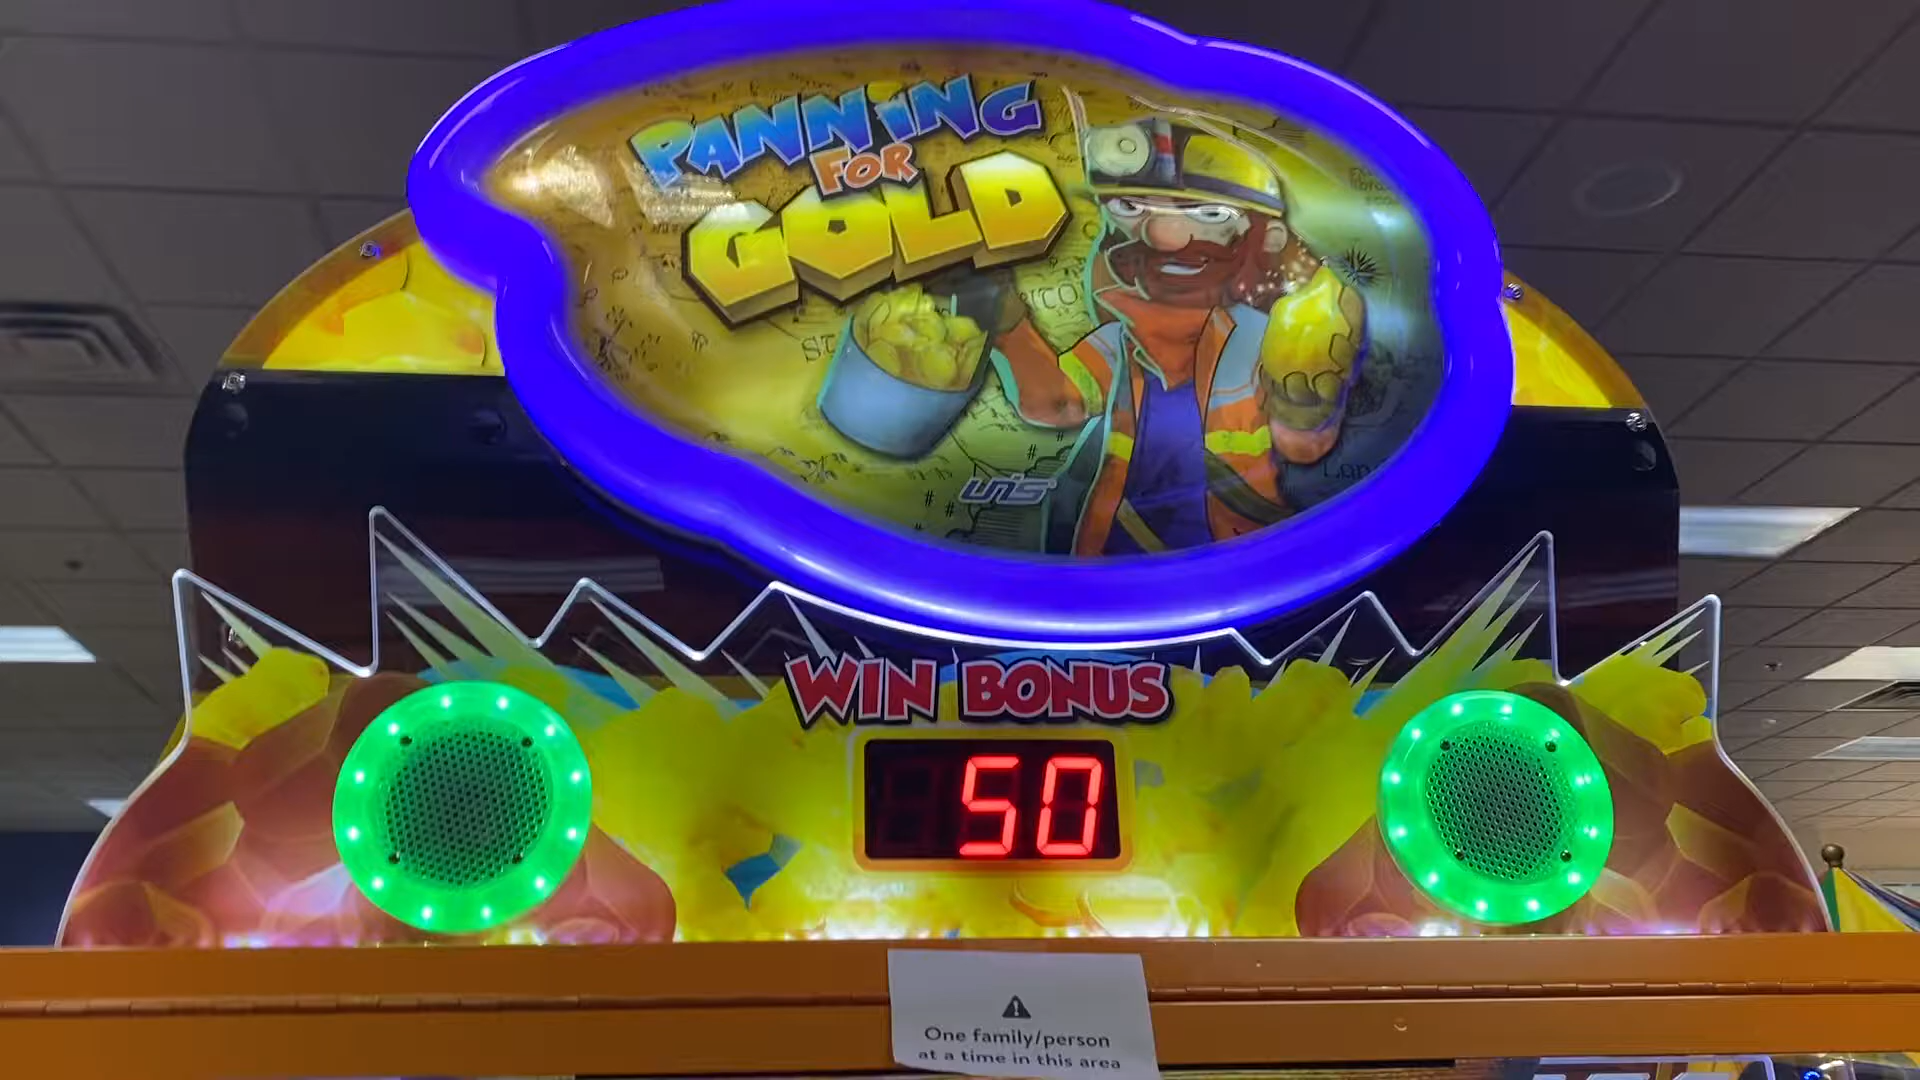 PANNING
FOR
GOLD
UNIS
WIN BONUS
50
One family/person
at a time in this area